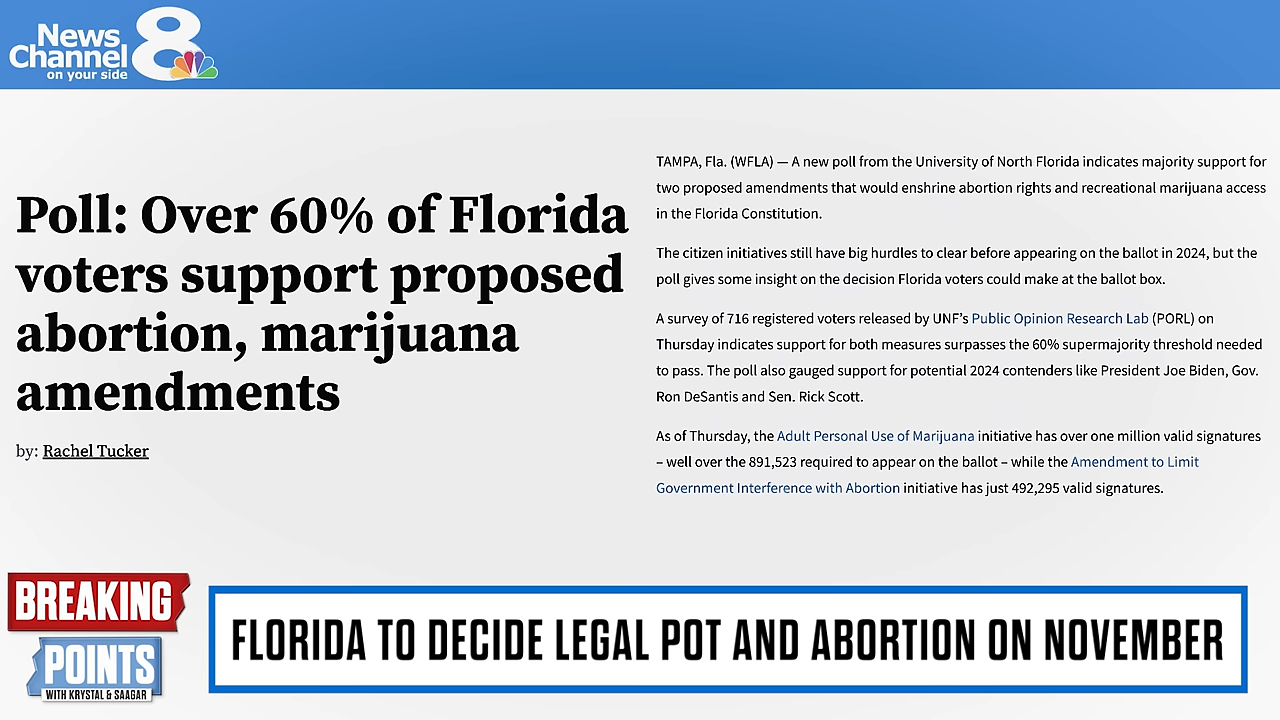 News
Channel 8
on your side
Poll: Over 60% of Florida
voters support proposed
abortion, marijuana
amendments
by: Rachel Tucker
TAMPA, Fla. (WFLA) — A new poll from the University of North Florida indicates majority support for
two proposed amendments that would enshrine abortion rights and recreational marijuana access
in the Florida Constitution.
The citizen initiatives still have big hurdles to clear before appearing on the ballot in 2024, but the
poll gives some insight on the decision Florida voters could make at the ballot box.
A survey of 716 registered voters released by UNF's Public Opinion Research Lab (PORL) on
Thursday indicates support for both measures surpasses the 60% supermajority threshold needed
to pass. The poll also gauged support for potential 2024 contenders like President Joe Biden, Gov.
Ron DeSantis and Sen. Rick Scott.
As of Thursday, the Adult Personal Use of Marijuana initiative has over one million valid signatures
– well over the 891,523 required to appear on the ballot – while the Amendment to Limit
Government Interference with Abortion initiative has just 492,295 valid signatures.
BREAKING
POINTS
WITH KRYSTAL & SAAGAR
FLORIDA TO DECIDE LEGAL POT AND ABORTION ON NOVEMBER